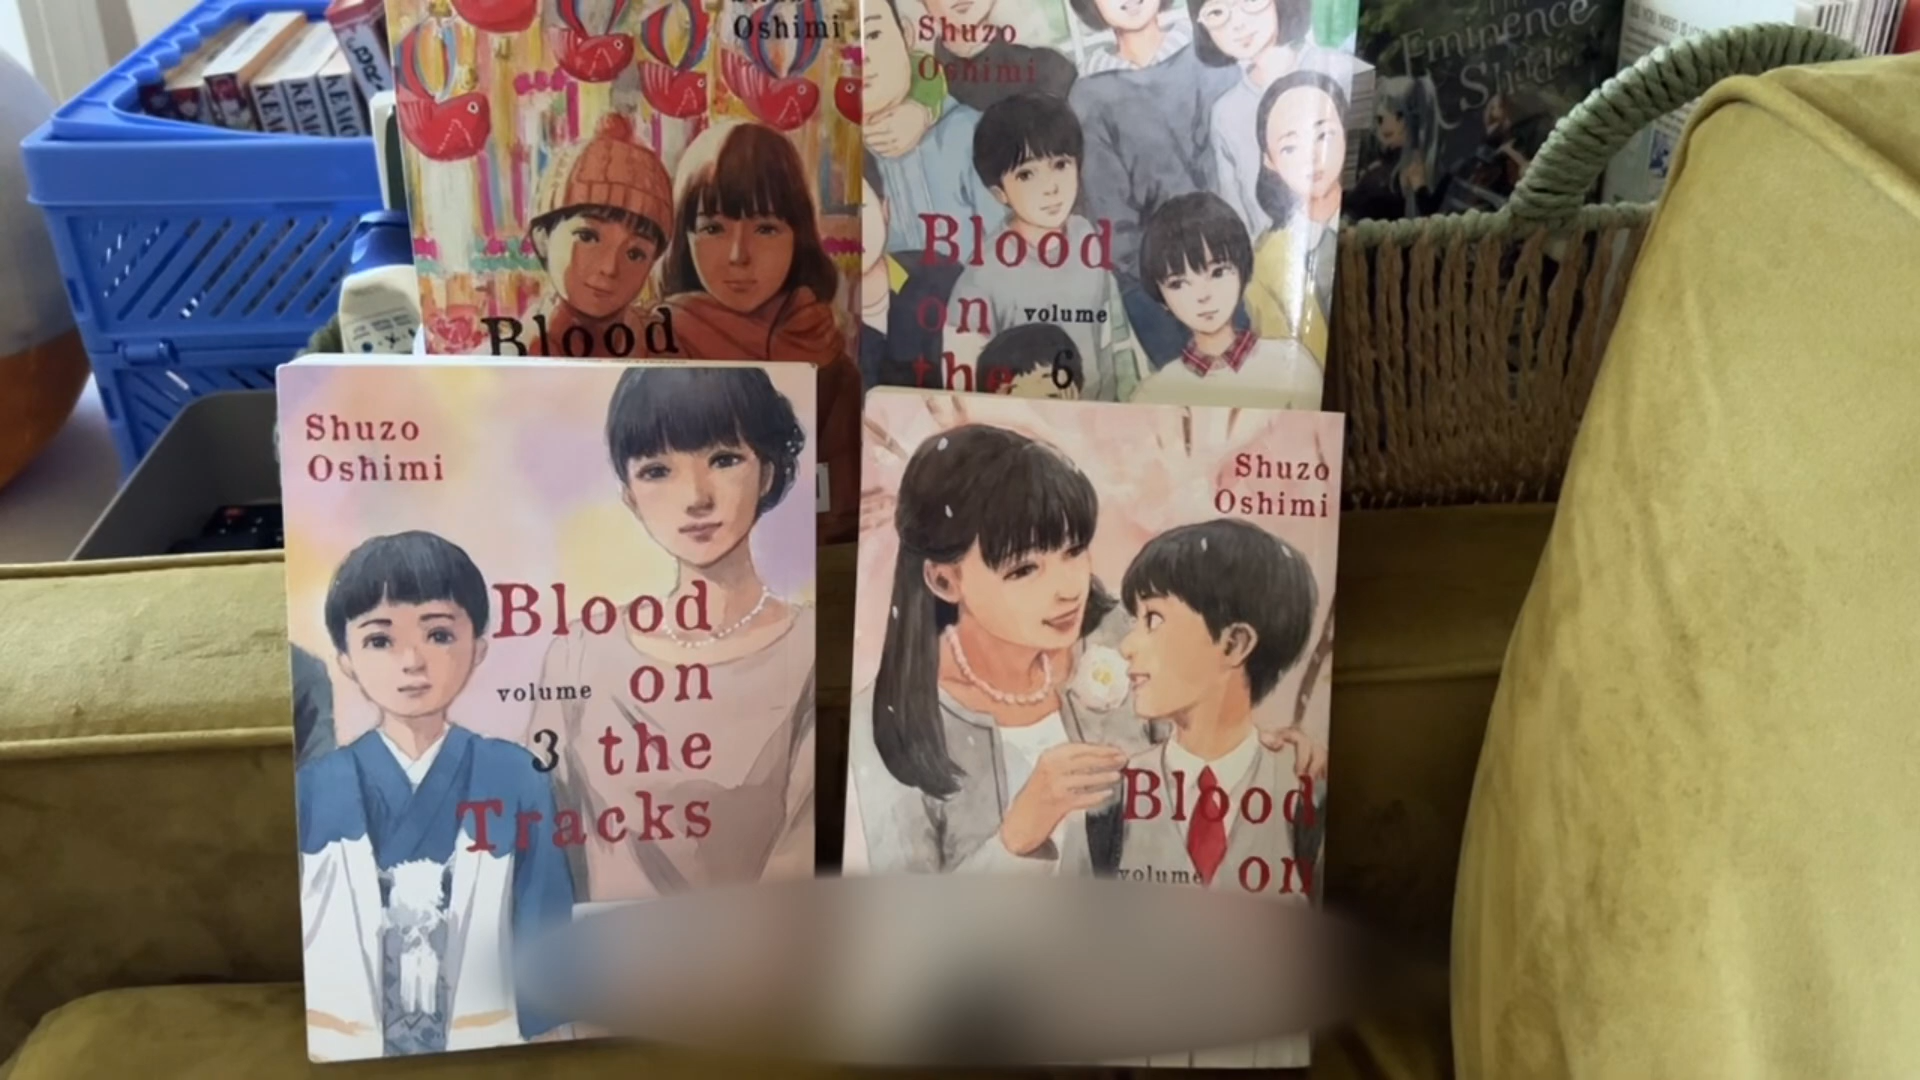 Oshimi
Blood
Shuzo
Oshimi
Blood
on
volume
the 6
Eminence
Shuzo
Oshimi
Blood
on
volume
3 the
Tracks
Shuzo
Oshimi
Blood
volume on